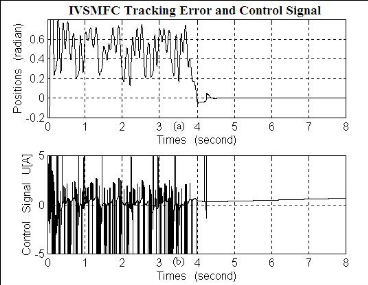 IVSMFC Tracking Error and Control Signal
Positions (radian)
0.6
0.4
0.2
0
-0.2
0 1 2 3 4 5 6 7 8
(a)
Times (second)
Control Signal U[A]
5
0
-5
0 1 2 3 4 5 6 7 8
(b)
Times (second)